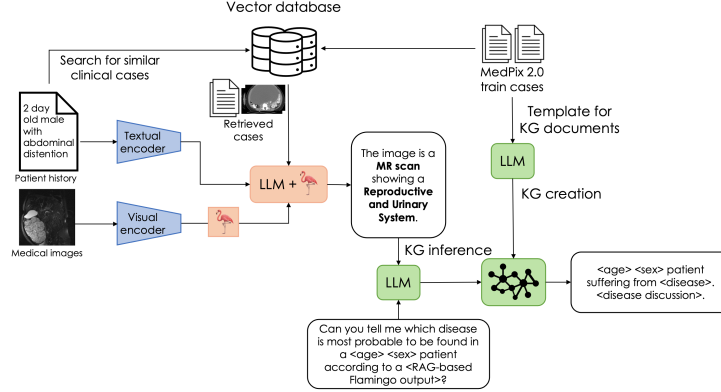 Vector database
Search for similar
clinical cases
MedPix 2.0
train cases
2 day
old male
with
abdominal
distention
Patient history
Textual
encoder
Retrieved
cases
Template for
KG documents
LLM
LLM +
The image is a
MR scan
showing a
Reproductive
and Urinary
System.
KG creation
Visual
encoder
Medical images
KG inference
LLM
<age> <sex> patient
suffering from <disease>.
<disease discussion>.
Can you tell me which disease
is most probable to be found in
a <age> <sex> patient
according to a <RAG-based
Flamingo output>?